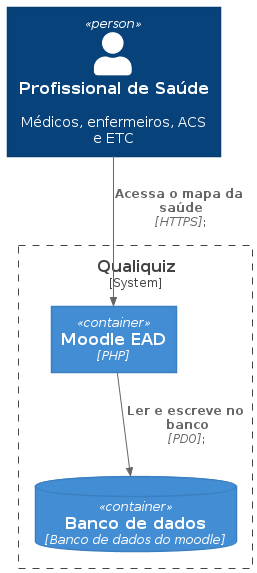 «person»
Profissional de Saúde
Médicos, enfermeiros, ACS
e ETC
Acessa o mapa da
saúde
[HTTPS];
Qualiquiz
[System]
«container»
Moodle EAD
[PHP]
Ler e escreve no
banco
[PDO];
«container»
Banco de dados
[Banco de dados do moodle]